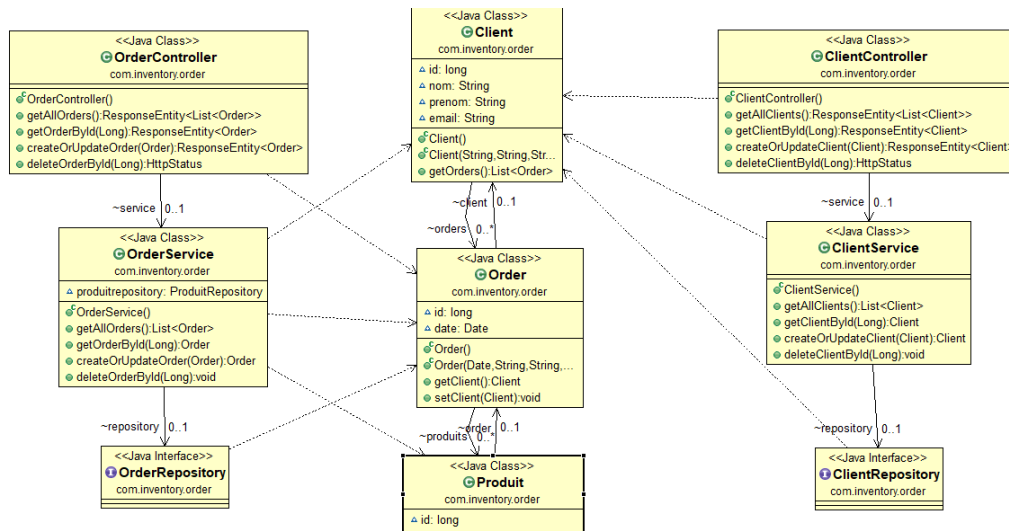 <<Java Class>>
OrderController
com.inventory.order
OrderController()
getAllOrders():ResponseEntity<List<Order>>
getOrderById(Long):ResponseEntity<Order>
createOrUpdateOrder(Order):ResponseEntity<Order>
deleteOrderById(Long):HttpStatus
<<Java Class>>
Client
com.inventory.order
id: long
nom: String
prenom: String
email: String
Client()
Client(String,String,Str...
getOrders():List<Order>
<<Java Class>>
ClientController
com.inventory.order
ClientController()
getAllClients():ResponseEntity<List<Client>>
getClientById(Long):ResponseEntity<Client>
createOrUpdateClient(Client):ResponseEntity<Client>
deleteClientById(Long):HttpStatus
~service 0..1
~client 0..1
~orders 0..*
~service 0..1
<<Java Class>>
OrderService
com.inventory.order
produitrepository: ProduitRepository
OrderService()
getAllOrders():List<Order>
getOrderById(Long):Order
createOrUpdateOrder(Order):Order
deleteOrderById(Long):void
<<Java Class>>
Order
com.inventory.order
id: long
date: Date
Order()
Order(Date,String,String,...
getClient():Client
setClient(Client):void
<<Java Class>>
ClientService
com.inventory.order
ClientService()
getAllClients():List<Client>
getClientById(Long):Client
createOrUpdateClient(Client):Client
deleteClientById(Long):void
~repository 0..1
~order 0..1
~produits 0..*
~repository 0..1
<<Java Interface>>
OrderRepository
com.inventory.order
<<Java Class>>
Produit
com.inventory.order
id: long
<<Java Interface>>
ClientRepository
com.inventory.order